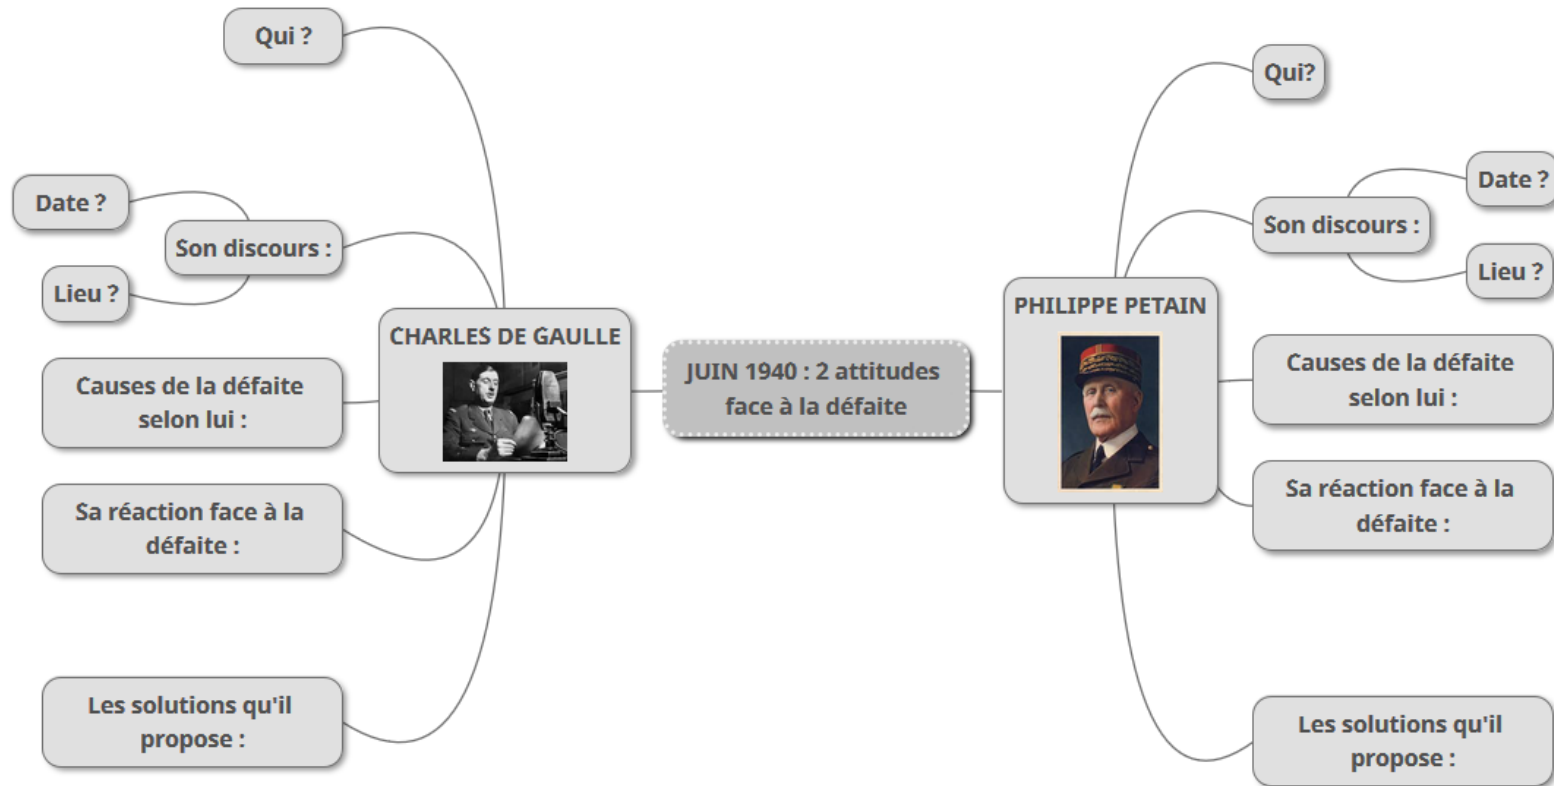 Qui ?
Date ?
Son discours :
Lieu ?
CHARLES DE GAULLE
Causes de la défaite
selon lui :
Sa réaction face à la
défaite :
Les solutions qu'il
propose :
JUIN 1940 : 2 attitudes
face à la défaite
Qui?
Date ?
Son discours :
Lieu ?
PHILIPPE PETAIN
Causes de la défaite
selon lui :
Sa réaction face à la
défaite :
Les solutions qu'il
propose :